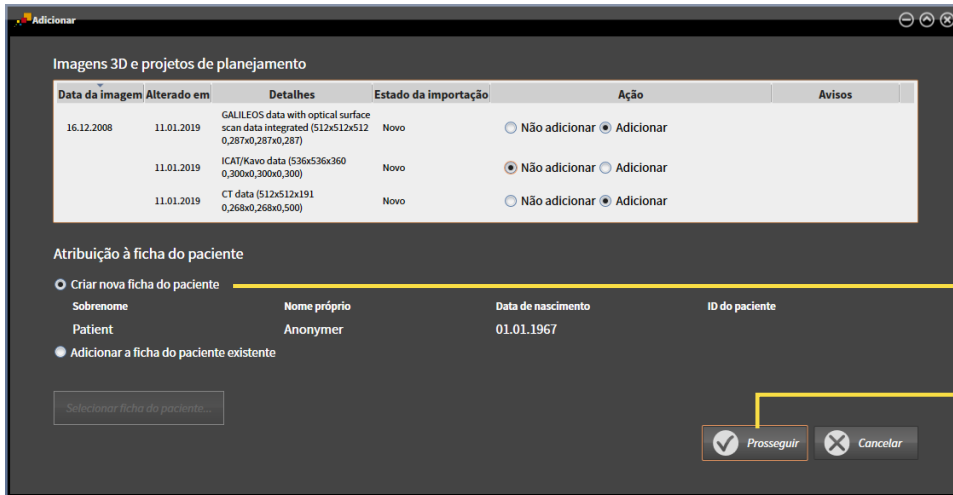 Adicionar
Imagens 3D e projetos de planejamento
Data da imagem Alterado em Detalhes Estado da importação Ação Avisos
GALILEOS data with optical surface
16.12.2008 11.01.2019 scan data integrated (512x512x512 Novo Não adicionar Adicionar
0,287x0,287x0,287)
ICAT/Kavo data (536x536x360
11.01.2019 Novo Não adicionar Adicionar
0,300x0,300x0,300)
CT data (512x512x191
11.01.2019 Novo Não adicionar Adicionar
0,268x0,268x0,500)
Atribuição à ficha do paciente
Criar nova ficha do paciente
Sobrenome Nome próprio Data de nascimento ID do paciente
Patient Anonymer 01.01.1967
Adicionar a ficha do paciente existente
Selecionar ficha do paciente...
Prosseguir Cancelar